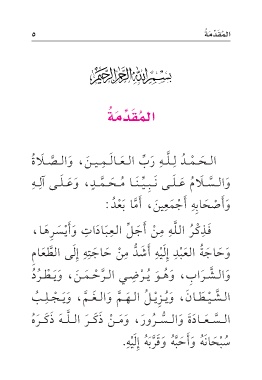 المُقَدِّمَةُ ٥
بِسْمِ اللَّهِ الرَّحْمَنِ الرَّحِيمِ
المُقَدِّمَةُ
الحَمْدُ لِلَّهِ رَبِّ العَالَمِينَ، وَالصَّلَاةُ
وَالسَّلَامُ عَلَى نَبِيِّنَا مُحَمَّدٍ، وَعَلَى آلِهِ
وَأَصْحَابِهِ أَجْمَعِينَ، أَمَّا بَعْدُ:
فَذِكْرُ اللَّهِ مِنْ أَجَلِّ العِبَادَاتِ وَأَيْسَرِهَا،
وَحَاجَةُ العَبْدِ إِلَيْهِ أَشَدُّ مِنْ حَاجَتِهِ إِلَى الطَّعَامِ
وَالشَّرَابِ، وَهُوَ يُرْضِي الرَّحْمَنَ، وَيَطْرُدُ
الشَّيْطَانَ، وَيُزِيلُ الهَمَّ وَالغَمَّ، وَيَجْلِبُ
السَّعَادَةَ وَالسُّرُورَ، وَمَنْ ذَكَرَ اللَّهَ ذَكَرَهُ
سُبْحَانَهُ وَأَحَبَّهُ وَقَرَّبَهُ إِلَيْهِ.